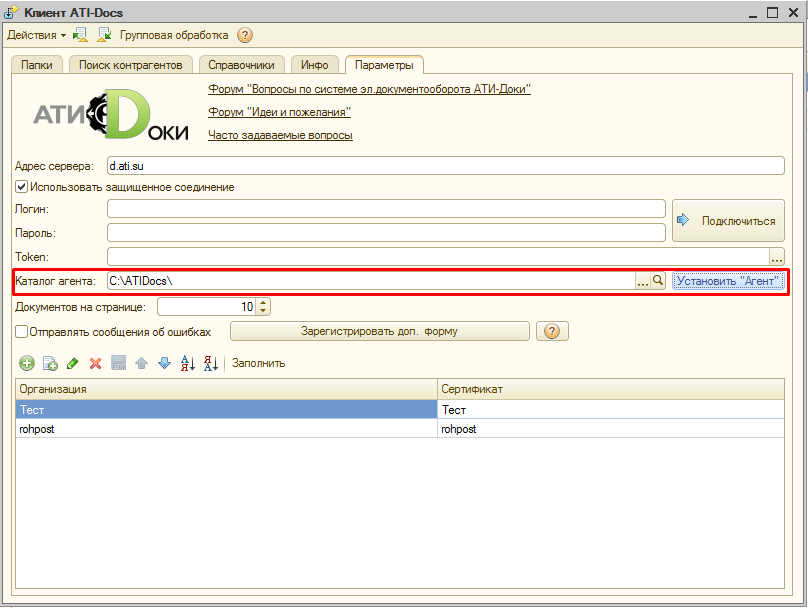 Клиент ATI-Docs
Действия Групповая обработка ?
Папки Поиск контрагентов Справочники Инфо Параметры
АТИ Доки
Форум "Вопросы по системе эл.документооборота АТИ-Доки"
Форум "Идеи и пожелания"
Часто задаваемые вопросы
Адрес сервера: d.ati.su
Использовать защищенное соединение
Логин:
Подключиться
Пароль:
Token: ...
Каталог агента: C:\ATIDocs\ ... Установить "Агент"
Документов на странице: 10
Отправлять сообщения об ошибках Зарегистрировать доп. форму ?
Заполнить
Организация Сертификат
Тест Тест
rohpost rohpost